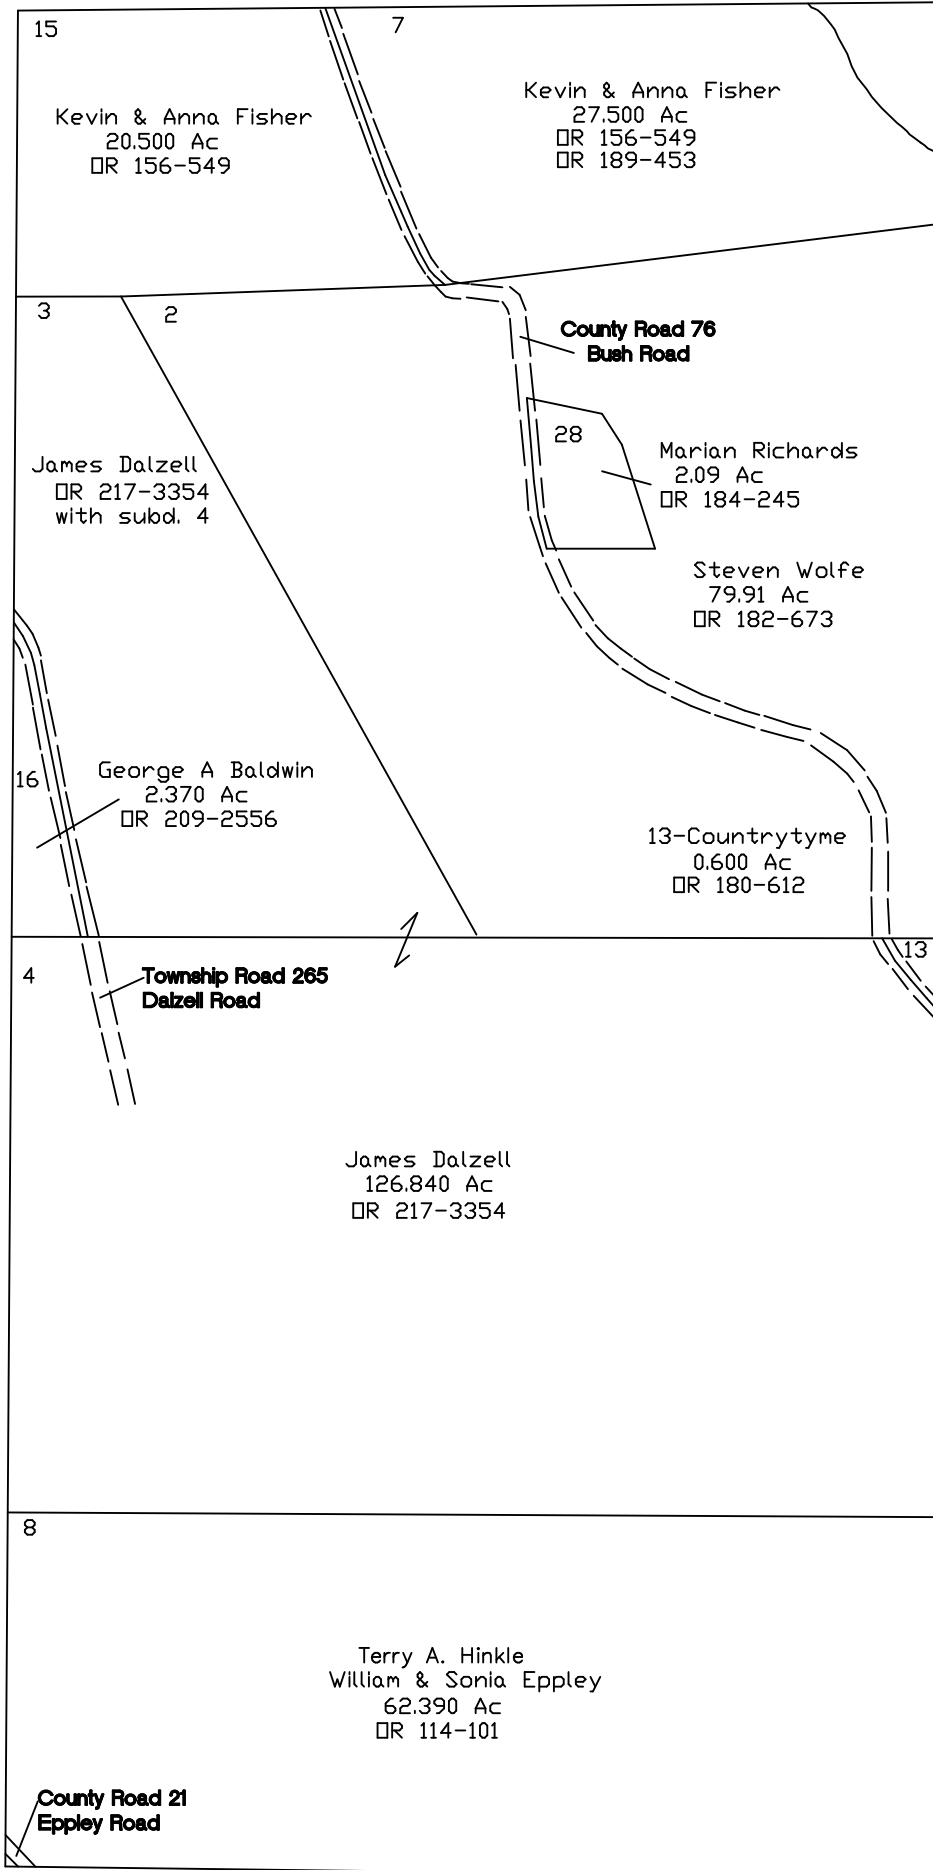 15
7
Kevin & Anna Fisher
20.500 Ac
OR 156-549
Kevin & Anna Fisher
27.500 Ac
OR 156-549
OR 189-453
3
2
County Road 76
Bush Road
28
Marian Richards
2.09 Ac
OR 184-245
James Dalzell
OR 217-3354
with subd. 4
Steven Wolfe
79.91 Ac
OR 182-673
16
George A Baldwin
2.370 Ac
OR 209-2556
13-Countrytyme
0.600 Ac
OR 180-612
4
Township Road 265
Dalzell Road
13
James Dalzell
126.840 Ac
OR 217-3354
8
Terry A. Hinkle
William & Sonia Eppley
62.390 Ac
OR 114-101
County Road 21
Eppley Road